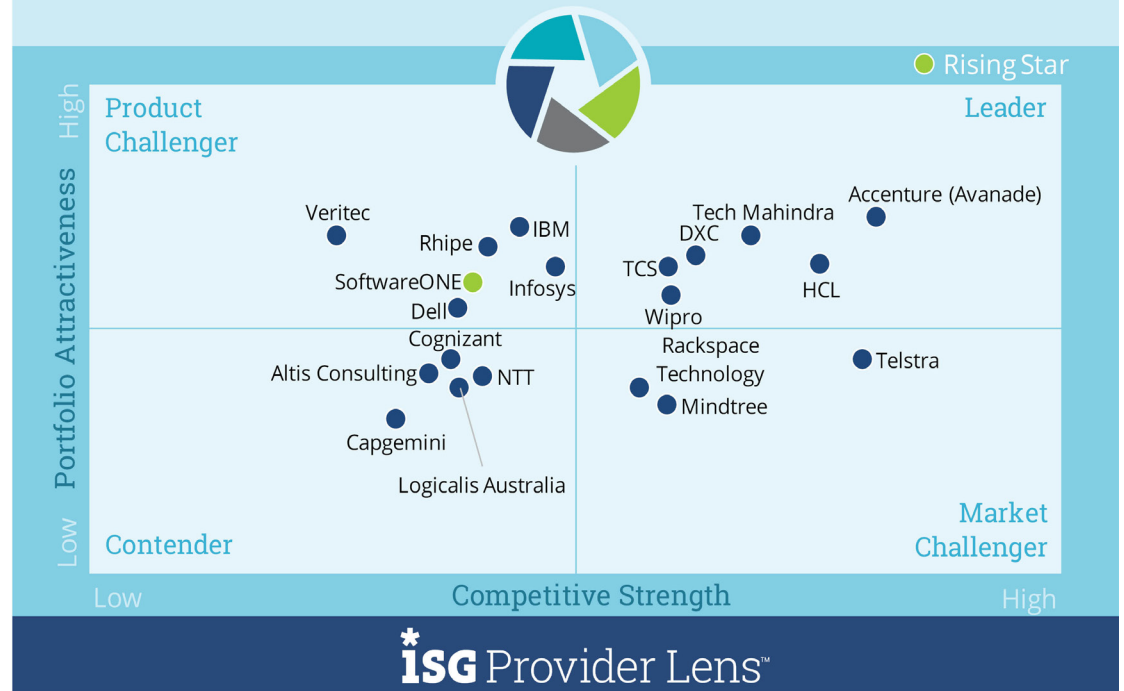 Rising Star
High
Product
Challenger
Leader
Portfolio Attractiveness
Accenture (Avanade)
Veritec
Tech Mahindra
IBM
DXC
Rhipe
TCS
SoftwareONE
Infosys
HCL
Dell
Wipro
Cognizant
Rackspace
Technology
Telstra
Altis Consulting
NTT
Mindtree
Capgemini
Logicalis Australia
Low
Contender
Market
Challenger
Low
Competitive Strength
High
*ISG Provider Lens™